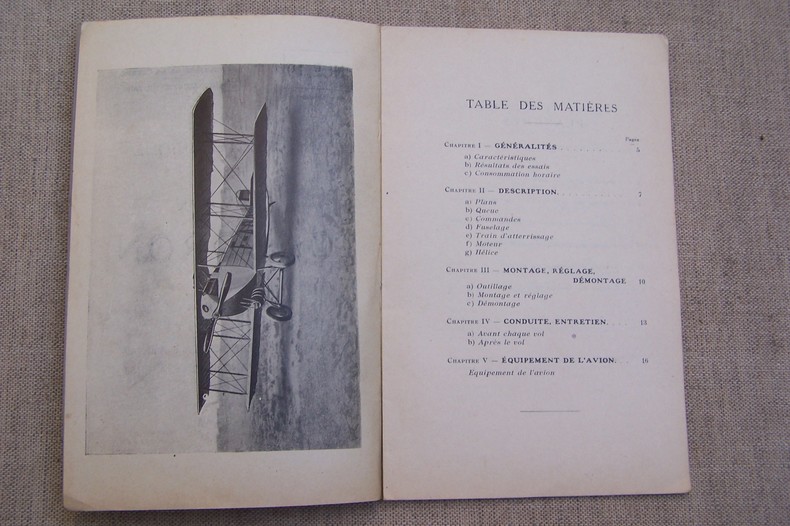 TABLE DES MATIÈRES
Pages
CHAPITRE I — GÉNÉRALITÉS . . . . . . . . 5
a) Caractéristiques
b) Résultats des essais
c) Consommation horaire
CHAPITRE II — DESCRIPTION. . . . . . . . 7
a) Plans
b) Queue
c) Commandes
d) Fuselage
e) Train d'atterrissage
f) Moteur
g) Hélice
CHAPITRE III — MONTAGE, RÉGLAGE,
DÉMONTAGE 10
a) Outillage
b) Montage et réglage
c) Démontage
CHAPITRE IV — CONDUITE, ENTRETIEN. . . . 13
a) Avant chaque vol
b) Après le vol
CHAPITRE V — ÉQUIPEMENT DE L'AVION. . . 16
Equipement de l'avion